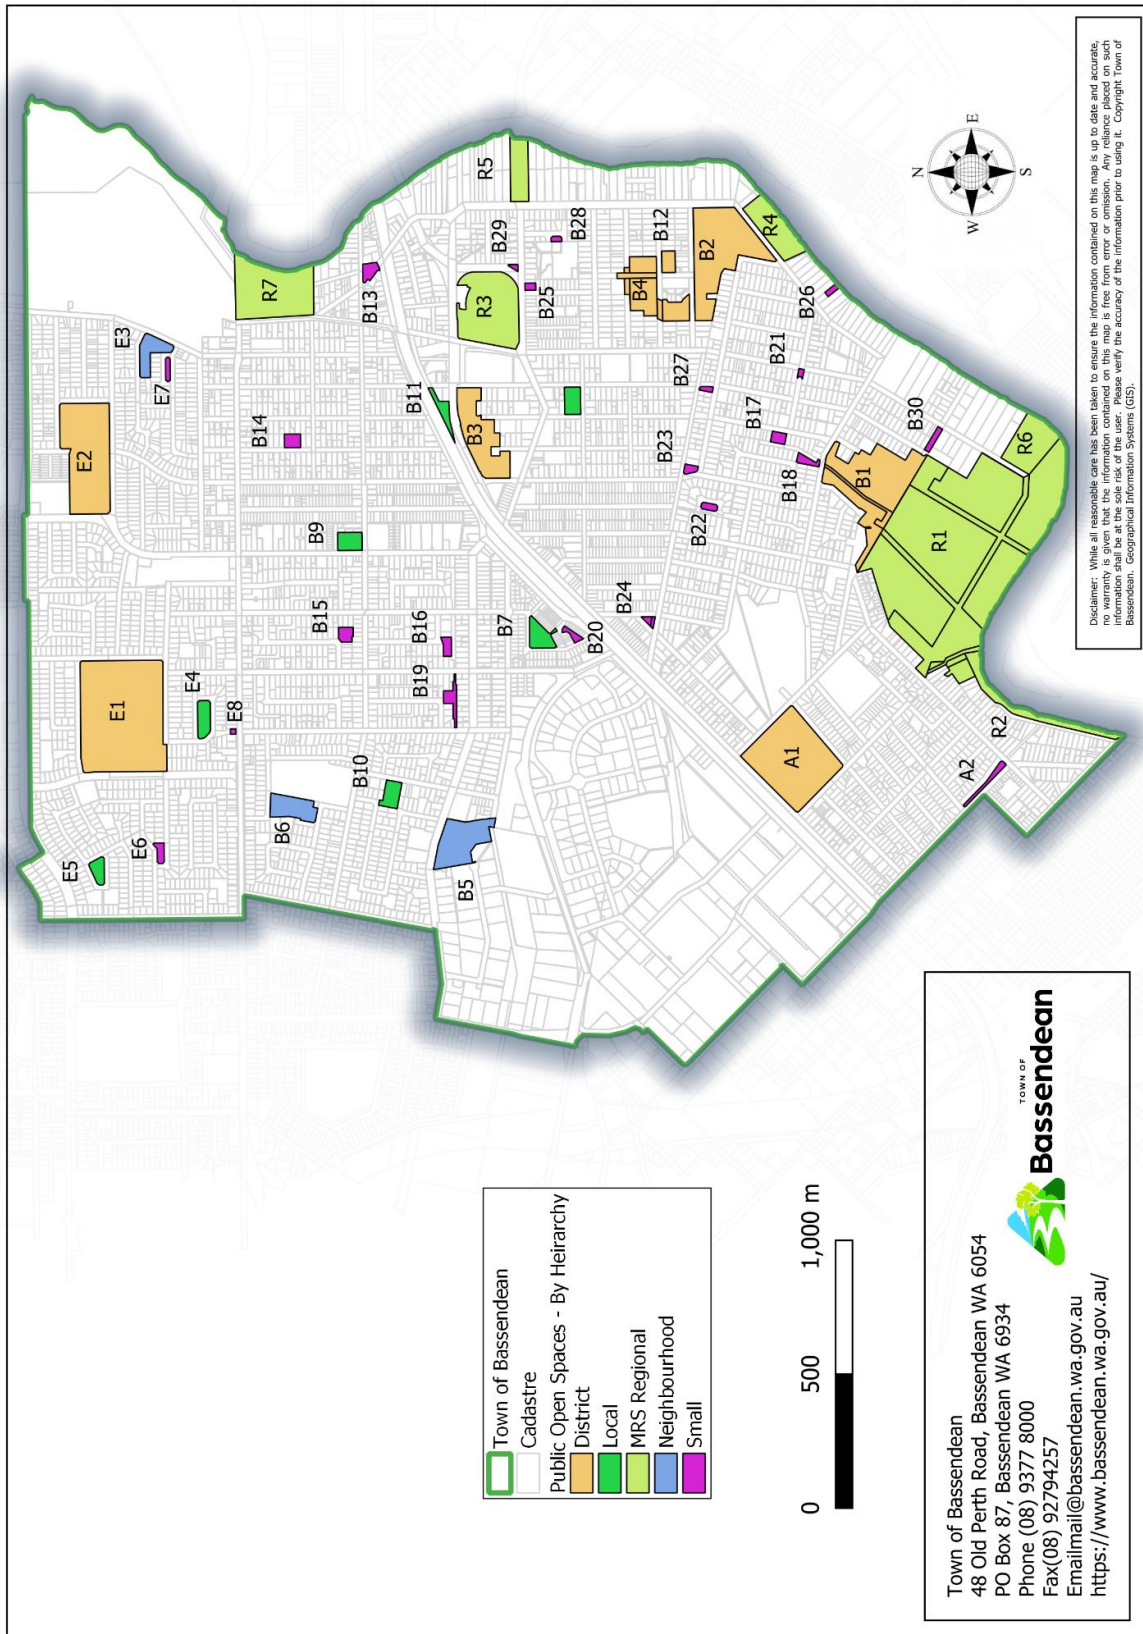 E1
E2
E3
E4
E5
E6
E7
E8
R7
B13
B14
B9
B15
B16
B19
B10
B6
B5
R5
B29
B28
B25
R3
B11
B3
B7
B20
B24
B12
B4
B2
R4
B26
B27
B21
B23
B17
B18
B22
B30
B1
R1
R6
R2
A1
A2
N
E
S
W
Disclaimer: While all reasonable care has been taken to ensure the information contained on this map is up to date and accurate,
no warranty is given that the information contained on this map is free from error or omission. Any reliance placed on such
information shall be at the sole risk of the user. Please verify the accuracy of the information prior to using it. Copyright Town of
Bassendean. Geographical Information Systems (GIS).
Town of Bassendean
Cadastre
Public Open Spaces - By Heirarchy
District
Local
MRS Regional
Neighbourhood
Small
0 500 1,000 m
Town of Bassendean
48 Old Perth Road, Bassendean WA 6054
PO Box 87, Bassendean WA 6934
Phone (08) 9377 8000
Fax(08) 92794257
Emailmail@bassendean.wa.gov.au
https://www.bassendean.wa.gov.au/
TOWN OF
Bassendean